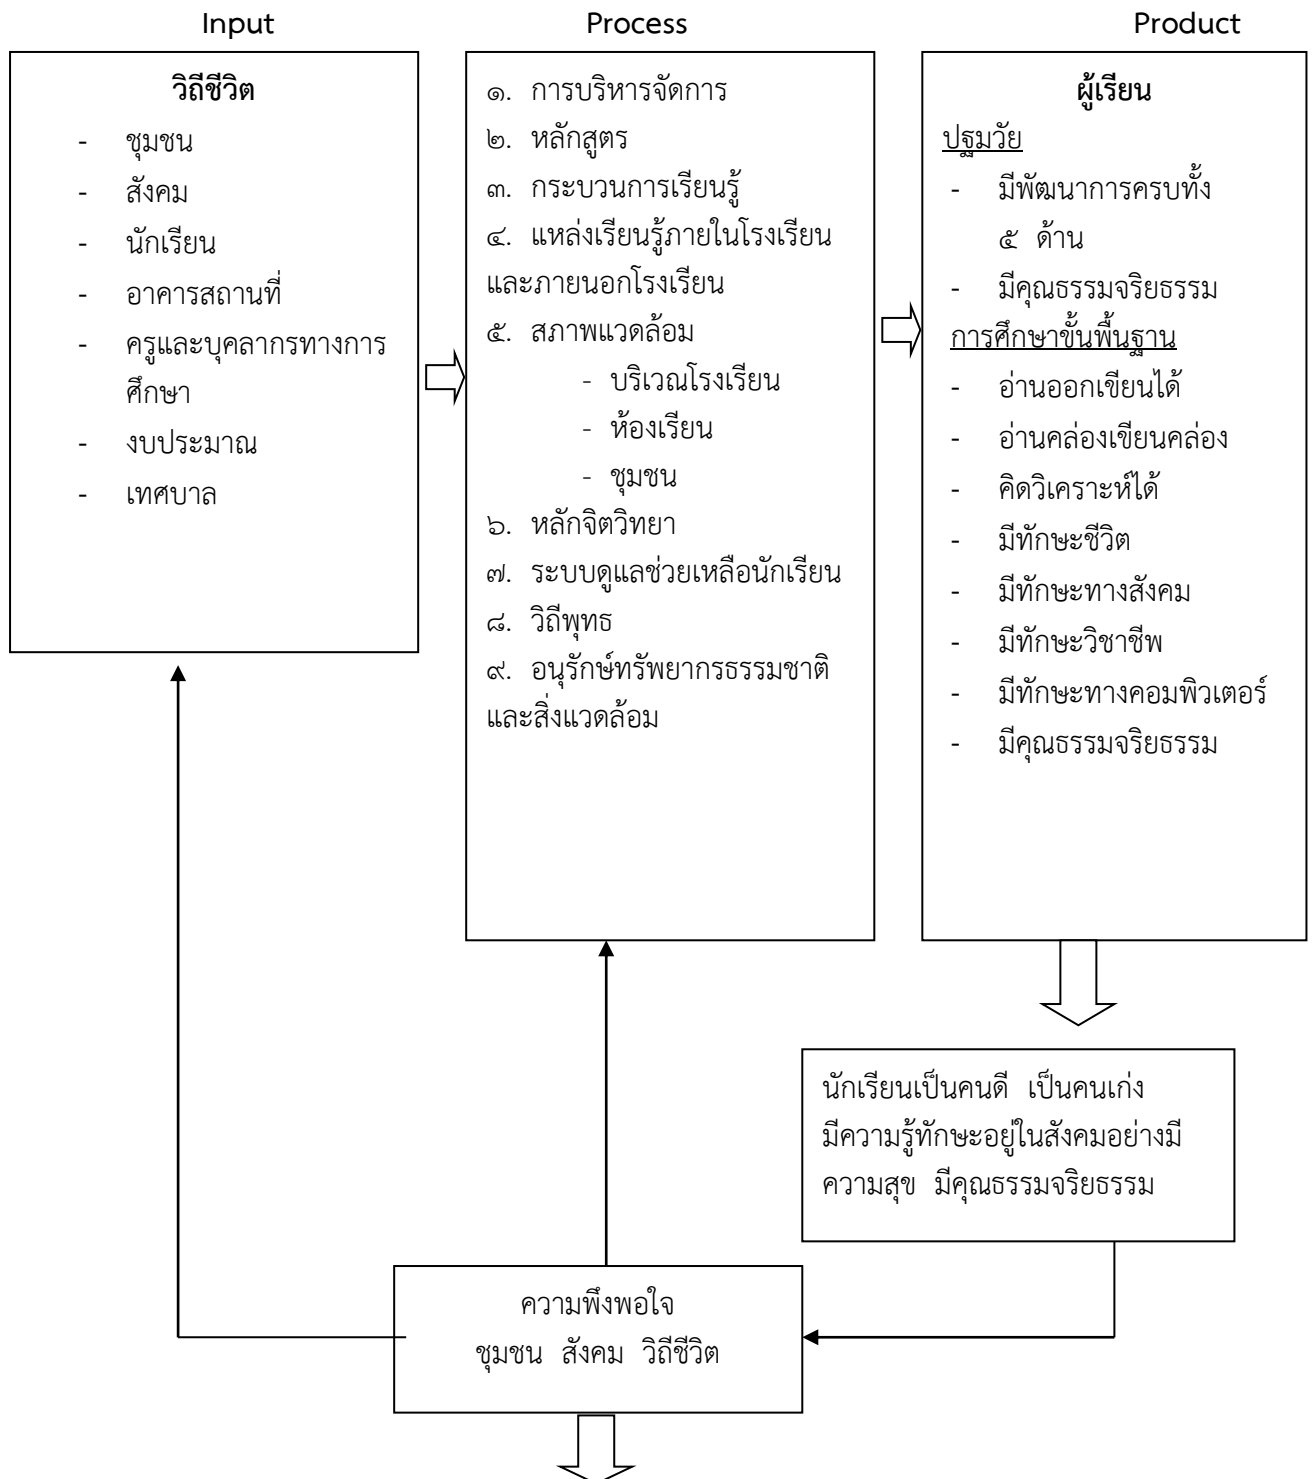 Input
Process
Product
วิถีชีวิต
- ชุมชน
- สังคม
- นักเรียน
- อาคารสถานที่
- ครูและบุคลากรทางการ
ศึกษา
- งบประมาณ
- เทศบาล
๑. การบริหารจัดการ
๒. หลักสูตร
๓. กระบวนการเรียนรู้
๔. แหล่งเรียนรู้ภายในโรงเรียน
และภายนอกโรงเรียน
๕. สภาพแวดล้อม
- บริเวณโรงเรียน
- ห้องเรียน
- ชุมชน
๖. หลักจิตวิทยา
๗. ระบบดูแลช่วยเหลือนักเรียน
๘. วิถีพุทธ
๙. อนุรักษ์ทรัพยากรธรรมชาติ
และสิ่งแวดล้อม
ผู้เรียน
ปฐมวัย
- มีพัฒนาการครบทั้ง
๕ ด้าน
- มีคุณธรรมจริยธรรม
การศึกษาขั้นพื้นฐาน
- อ่านออกเขียนได้
- อ่านคล่องเขียนคล่อง
- คิดวิเคราะห์ได้
- มีทักษะชีวิต
- มีทักษะทางสังคม
- มีทักษะวิชาชีพ
- มีทักษะทางคอมพิวเตอร์
- มีคุณธรรมจริยธรรม
นักเรียนเป็นคนดี เป็นคนเก่ง
มีความรู้ทักษะอยู่ในสังคมอย่างมี
ความสุข มีคุณธรรมจริยธรรม
ความพึงพอใจ
ชุมชน สังคม วิถีชีวิต